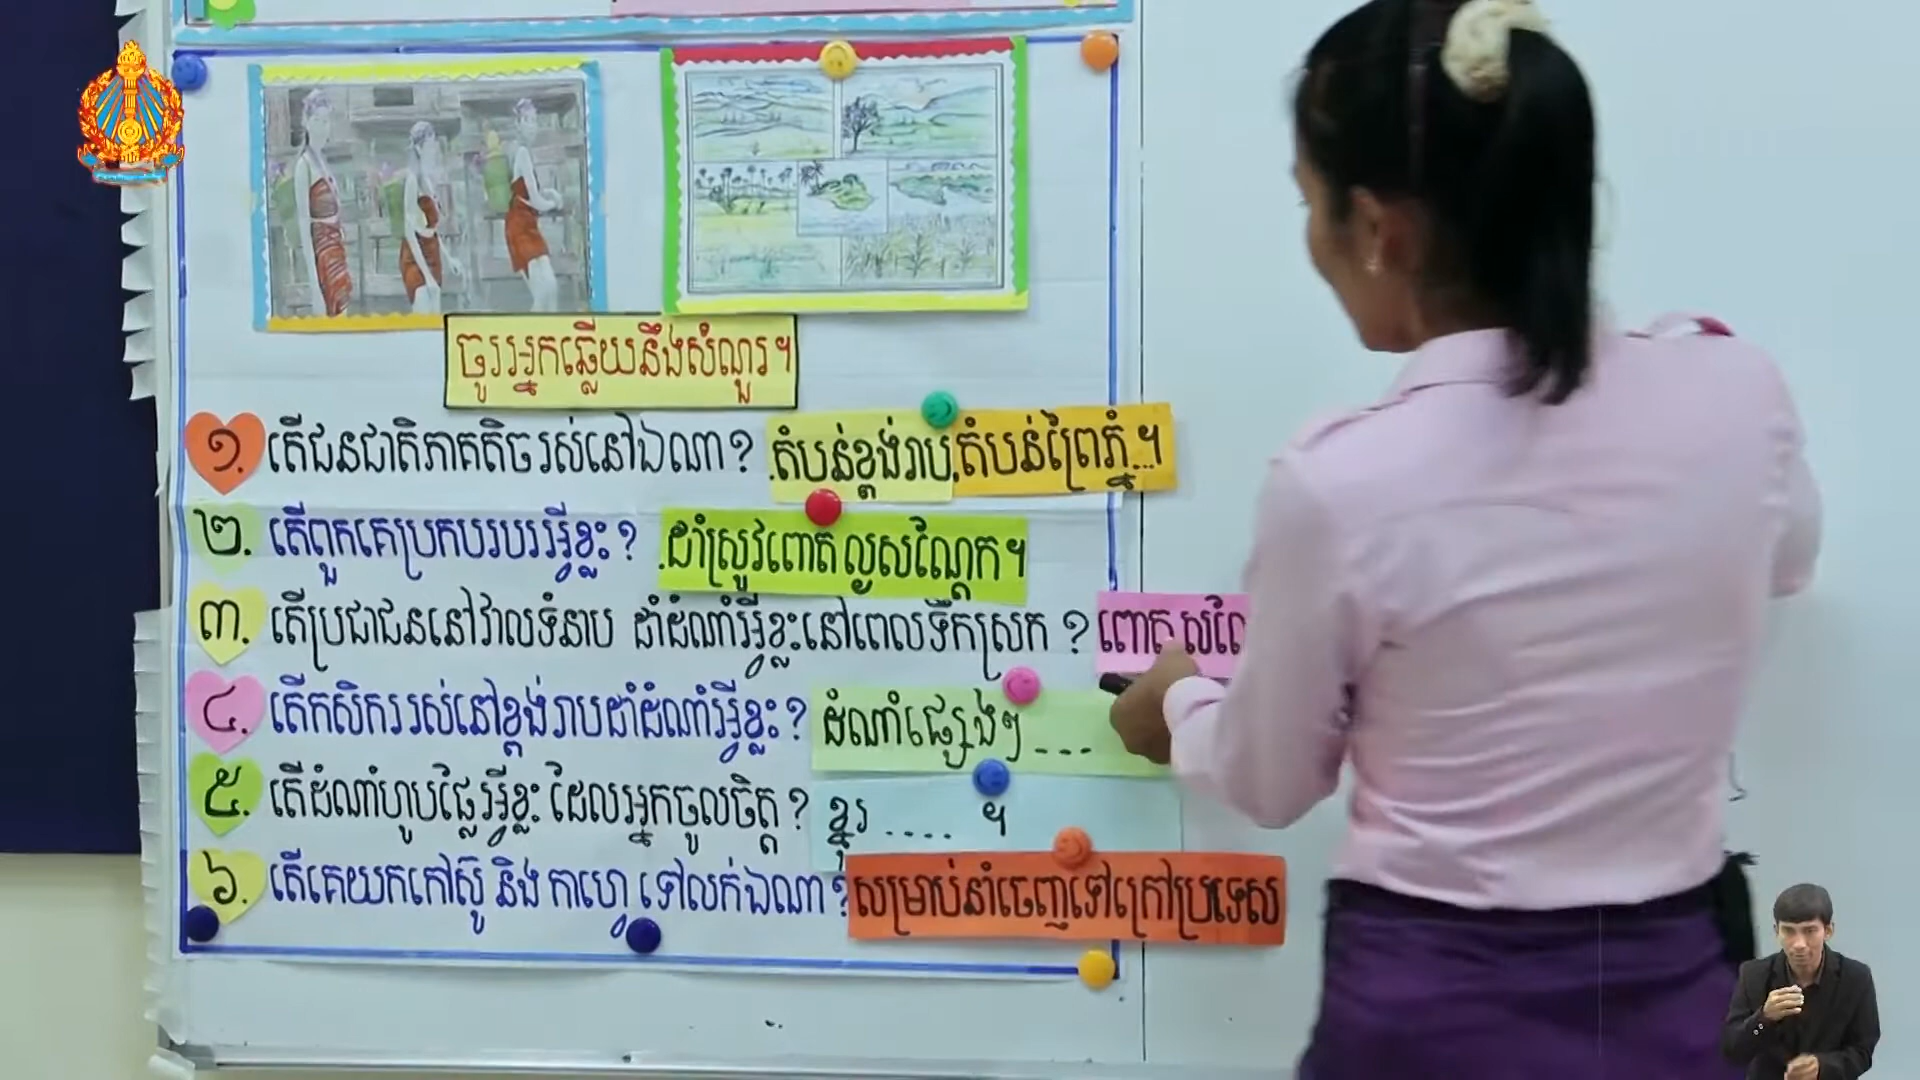 ចូរអ្នកឆ្លើយនឹងសំណួរ។
១. តើជនជាតិភាគតិចរស់នៅឯណា? តំបន់ខ្ពង់រាប តំបន់ព្រៃភ្នំ...។
២. តើពួកគេប្រកបរបរអ្វីខ្លះ? ដាំស្រូវពោត ល្ងសណ្ដែក។
៣. តើប្រជាជននៅវាលទំនាប ដាំដំណាំអ្វីខ្លះនៅពេលទឹកស្រក ? ពោត
៤. តើកសិកររស់នៅខ្ពង់រាបដាំដំណាំអ្វីខ្លះ? ដំណាំផ្សេងៗ ---
៥. តើដំណាំហូបផ្លែអ្វីខ្លះ ដែលអ្នកចូលចិត្ត? ខ្នុរ .... ។
៦. តើគេយកកៅស៊ូ និង កាហ្វេ ទៅលក់ឯណា? សម្រាប់នាំចេញទៅក្រៅប្រទេស